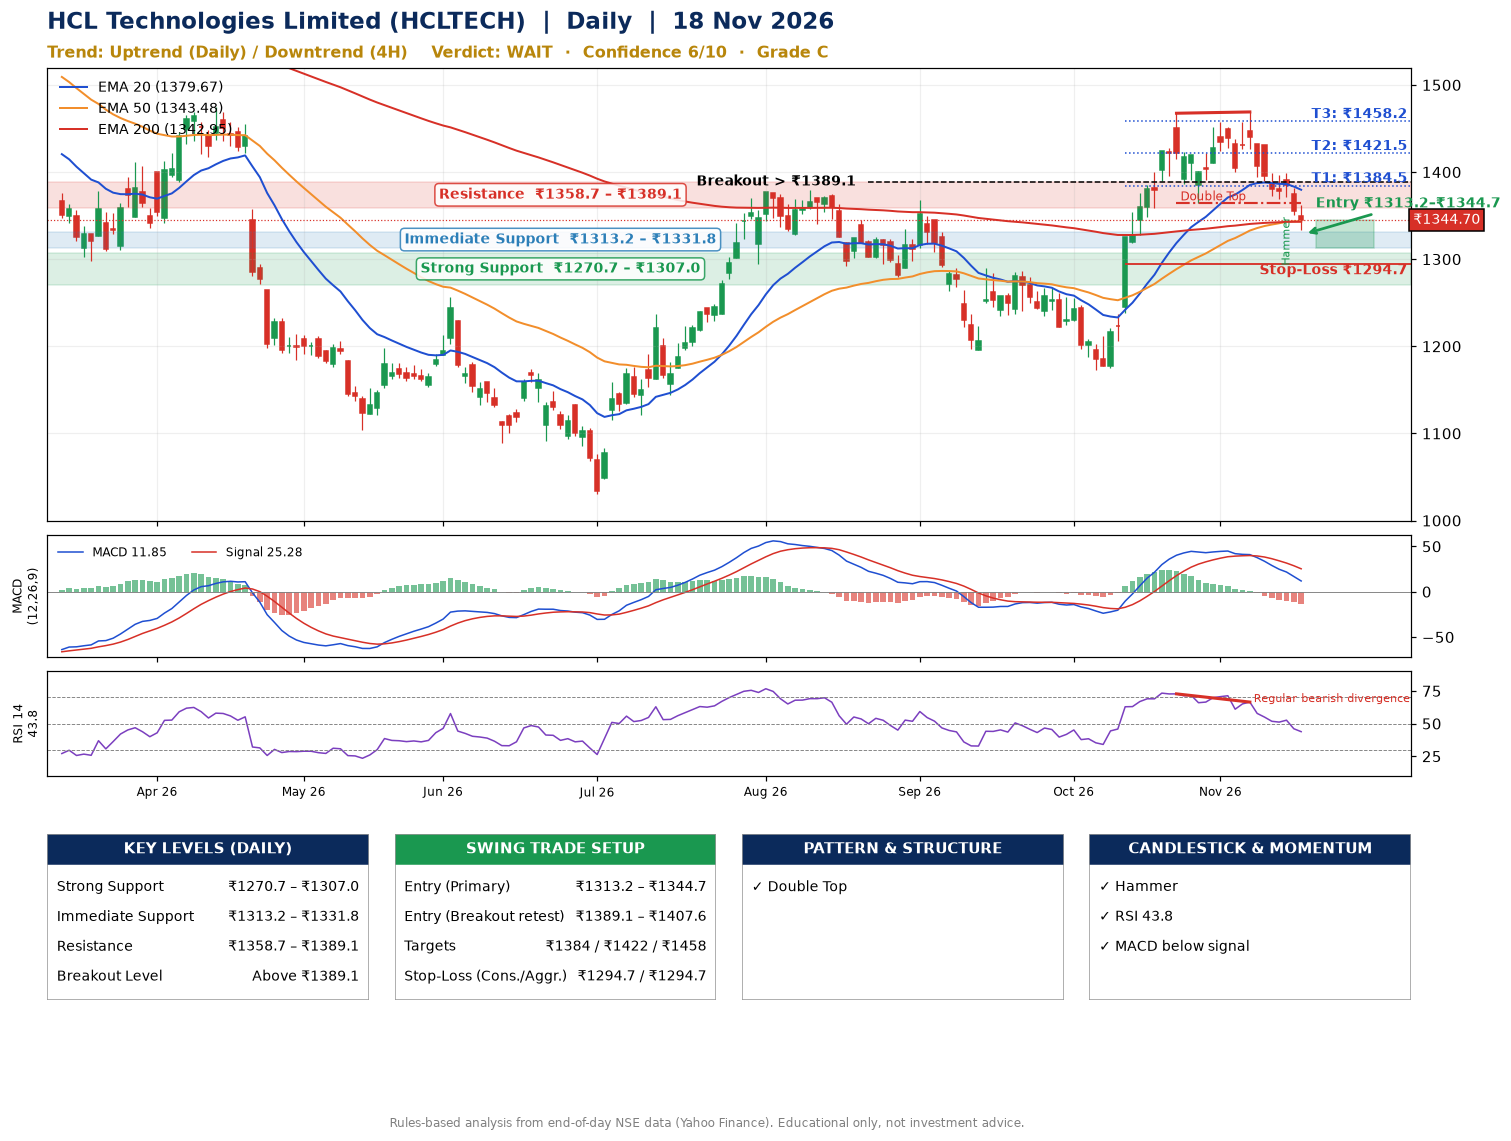 HCL Technologies Limited (HCLTECH) | Daily | 18 Nov 2026
Trend: Uptrend (Daily) / Downtrend (4H) Verdict: WAIT · Confidence 6/10 · Grade C
EMA 20 (1379.67)
EMA 50 (1343.48)
EMA 200 (1342.95)
T3: ₹1458.2
T2: ₹1421.5
T1: ₹1384.5
Breakout > ₹1389.1
Resistance ₹1358.7 – ₹1389.1
Double Top
Entry ₹1313.2–₹1344.7
₹1344.70
Immediate Support ₹1313.2 – ₹1331.8
Hammer
Strong Support ₹1270.7 – ₹1307.0
Stop-Loss ₹1294.7
1500
1400
1300
1200
1100
1000
MACD 11.85
Signal 25.28
MACD
(12,26,9)
50
0
−50
RSI 14
43.8
Regular bearish divergence
75
50
25
Apr 26 May 26 Jun 26 Jul 26 Aug 26 Sep 26 Oct 26 Nov 26
KEY LEVELS (DAILY)
Strong Support ₹1270.7 – ₹1307.0
Immediate Support ₹1313.2 – ₹1331.8
Resistance ₹1358.7 – ₹1389.1
Breakout Level Above ₹1389.1
SWING TRADE SETUP
Entry (Primary) ₹1313.2 – ₹1344.7
Entry (Breakout retest) ₹1389.1 – ₹1407.6
Targets ₹1384 / ₹1422 / ₹1458
Stop-Loss (Cons./Aggr.) ₹1294.7 / ₹1294.7
PATTERN & STRUCTURE
✓ Double Top
CANDLESTICK & MOMENTUM
✓ Hammer
✓ RSI 43.8
✓ MACD below signal
Rules-based analysis from end-of-day NSE data (Yahoo Finance). Educational only, not investment advice.